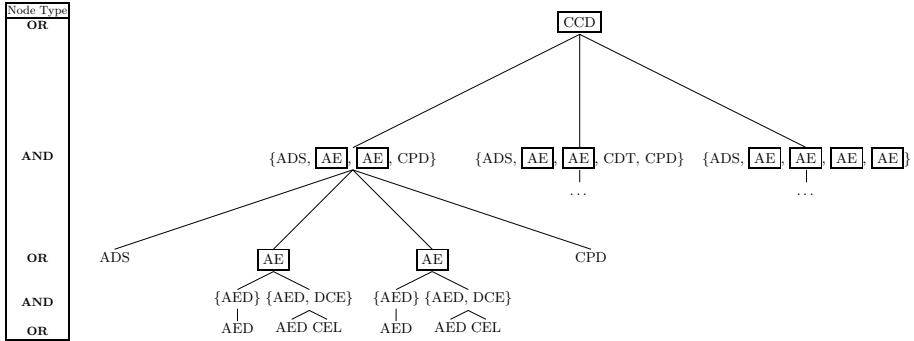 Node Type
OR
CCD
AND
{ADS, AE, AE, CPD}
{ADS, AE, AE, CDT, CPD}
{ADS, AE, AE, AE, AE}
...
...
OR
ADS
AE
AE
CPD
AND
{AED} {AED, DCE}
{AED} {AED, DCE}
OR
AED
AED CEL
AED
AED CEL